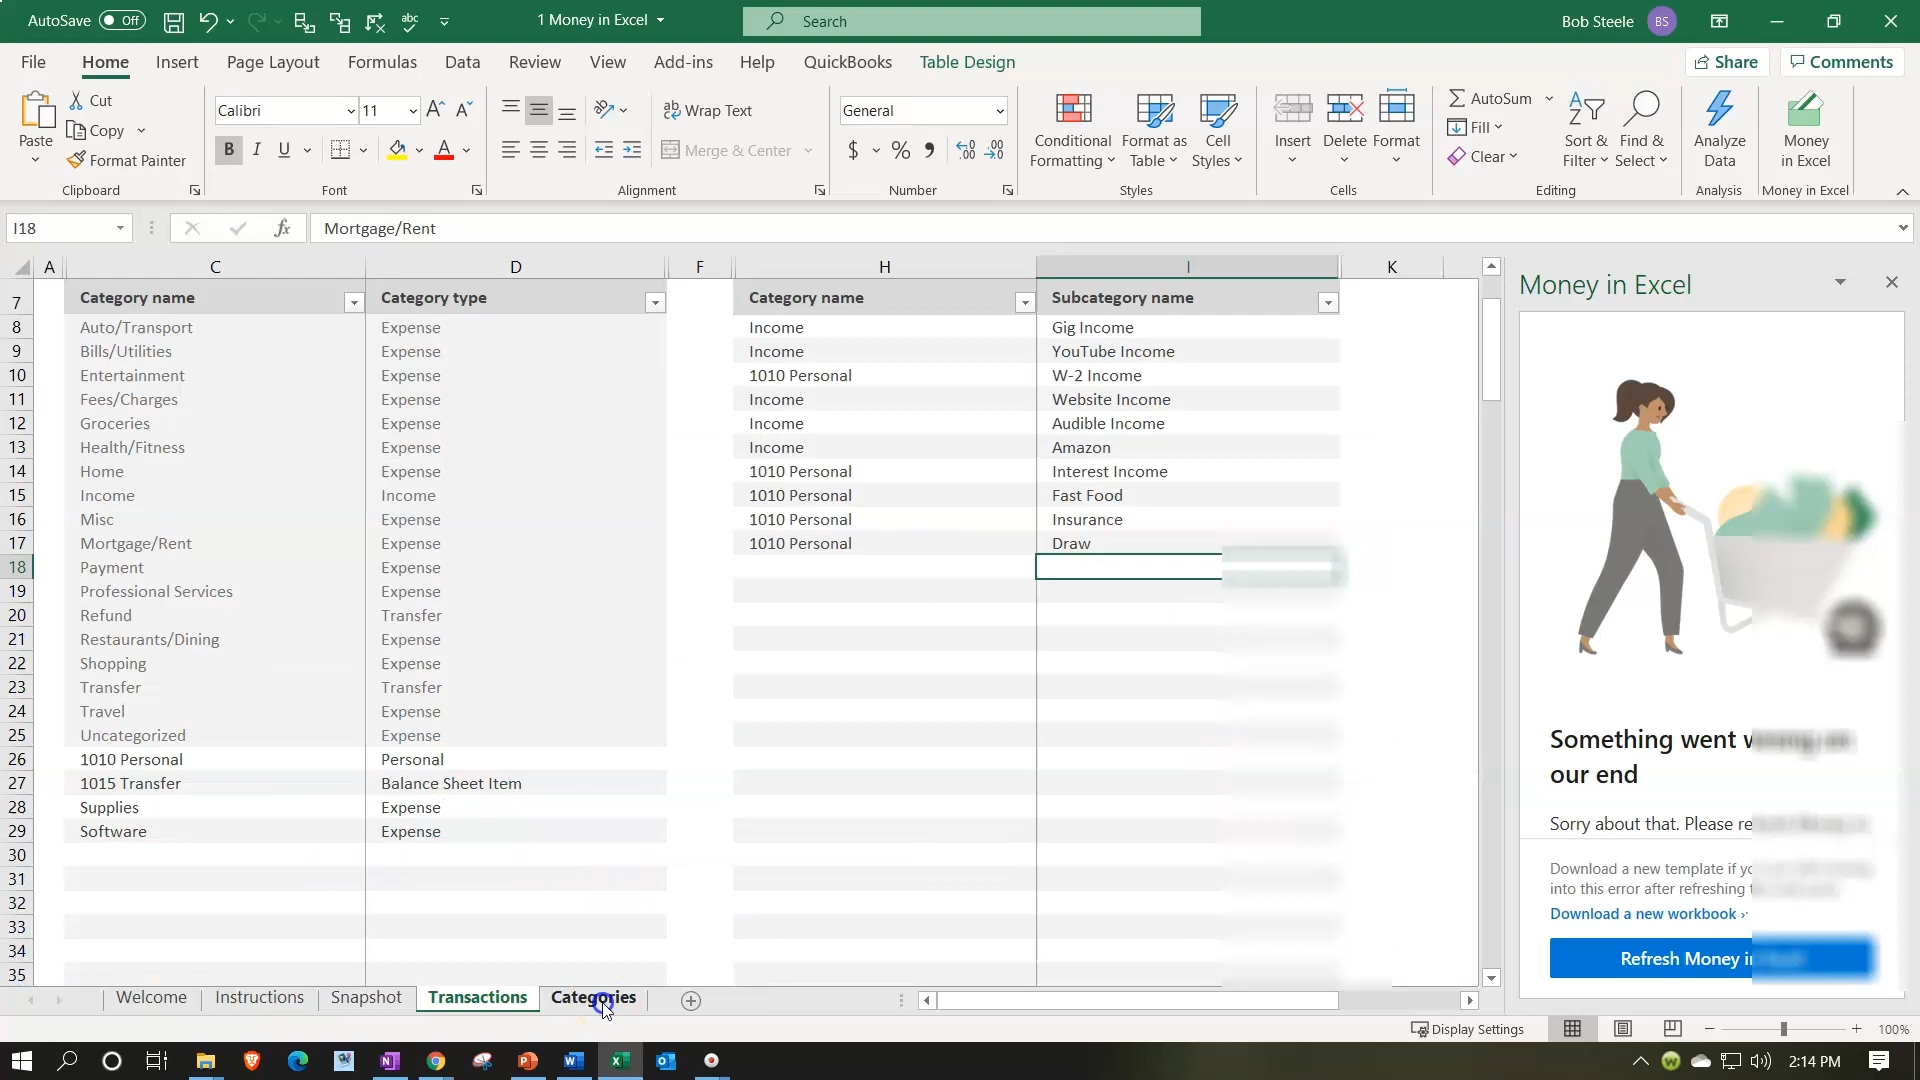 AutoSave Off abc 1 Money in Excel Search Bob Steele BS
File Home Insert Page Layout Formulas Data Review View Add-ins Help QuickBooks Table Design Share Comments
Paste Cut Copy Format Painter
Clipboard
Calibri 11 A A
B I U A
Font
ab Wrap Text
Merge & Center
Alignment
General
$ % 9
Number
Conditional Formatting Format as Table Cell Styles
Styles
Insert Delete Format
Cells
AutoSum Fill Clear Sort & Filter Find & Select
Editing
Analyze Data
Analysis
Money in Excel
Money in Excel
I18 fx Mortgage/Rent
A C D F H I K
7 Category name Category type Category name Subcategory name
8 Auto/Transport Expense Income Gig Income
9 Bills/Utilities Expense Income YouTube Income
10 Entertainment Expense 1010 Personal W-2 Income
11 Fees/Charges Expense Income Website Income
12 Groceries Expense Income Audible Income
13 Health/Fitness Expense Income Amazon
14 Home Expense 1010 Personal Interest Income
15 Income Income 1010 Personal Fast Food
16 Misc Expense 1010 Personal Insurance
17 Mortgage/Rent Expense 1010 Personal Draw
18 Payment Expense
19 Professional Services Expense
20 Refund Transfer
21 Restaurants/Dining Expense
22 Shopping Expense
23 Transfer Transfer
24 Travel Expense
25 Uncategorized Expense
26 1010 Personal Personal
27 1015 Transfer Balance Sheet Item
28 Supplies Expense
29 Software Expense
30
31
32
33
34
35
Money in Excel
Something went
our end
Sorry about that. Please
Download a new template if
into this error after refreshing
Download a new workbook
Refresh Money
Welcome Instructions Snapshot Transactions Categories
Display Settings 100%
2:14 PM